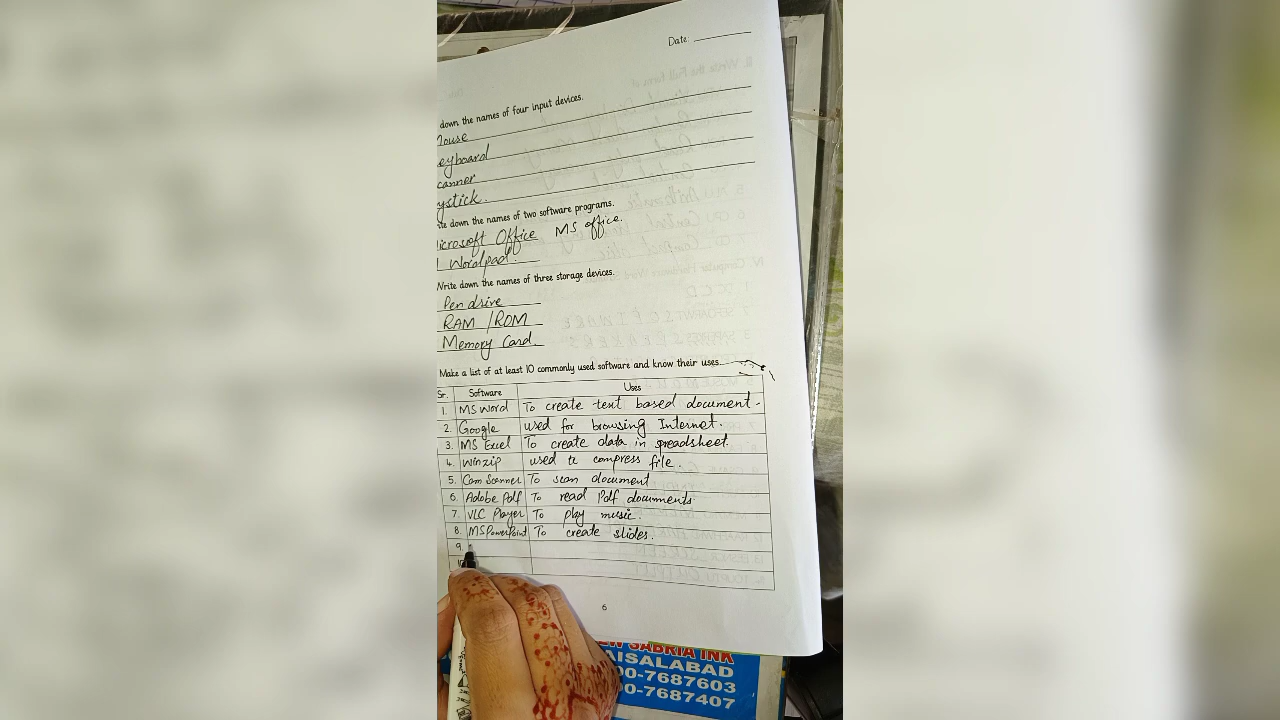 Date:
down the names of four input devices.
Mouse
eyboard
canner
ystick.
te down the names of two software programs.
icrosoft Office MS office.
Wordpad.
Write down the names of three storage devices.
Pen drive
RAM /ROM
Memory Card.
Make a list of at least 10 commonly used software and know their uses.
Sr. Software Uses
1. MS Word To create text based document.
2. Google used for browsing Internet.
3. MS Excel To create data in spreadsheet.
4. Winzip used to compress file.
5. Cam Scanner To scan document
6. Adobe Pdf To read Pdf documents
7. VLC Player To play music.
8. MS PowerPoint To create slides.
9.
6
EW SABRIA INK
AISALABAD
00-7687603
00-7687407